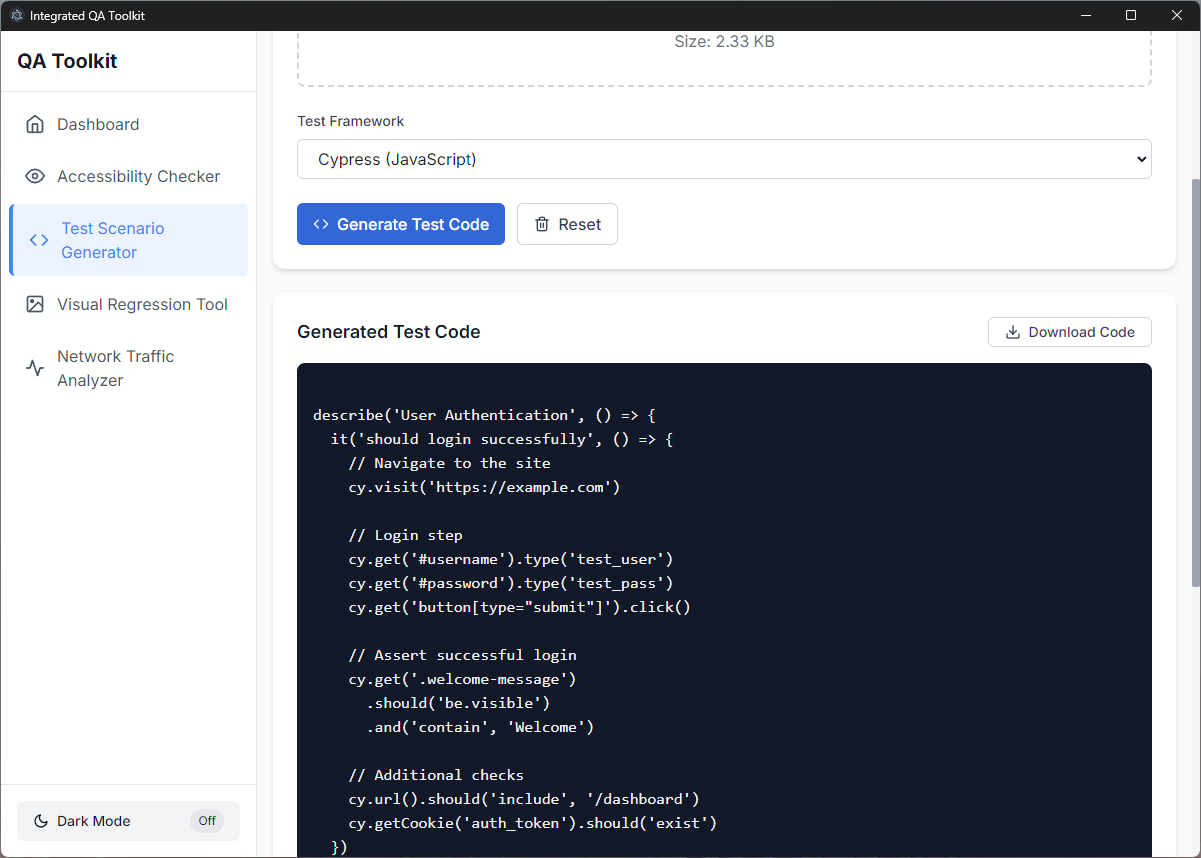 Integrated QA Toolkit
QA Toolkit
Dashboard
Accessibility Checker
Test Scenario
Generator
Visual Regression Tool
Network Traffic
Analyzer
Dark Mode
Off
Size: 2.33 KB
Test Framework
Cypress (JavaScript)
<> Generate Test Code
Reset
Generated Test Code
Download Code
describe('User Authentication', () => {
  it('should login successfully', () => {
    // Navigate to the site
    cy.visit('https://example.com')

    // Login step
    cy.get('#username').type('test_user')
    cy.get('#password').type('test_pass')
    cy.get('button[type="submit"]').click()

    // Assert successful login
    cy.get('.welcome-message')
      .should('be.visible')
      .and('contain', 'Welcome')

    // Additional checks
    cy.url().should('include', '/dashboard')
    cy.getCookie('auth_token').should('exist')
  })